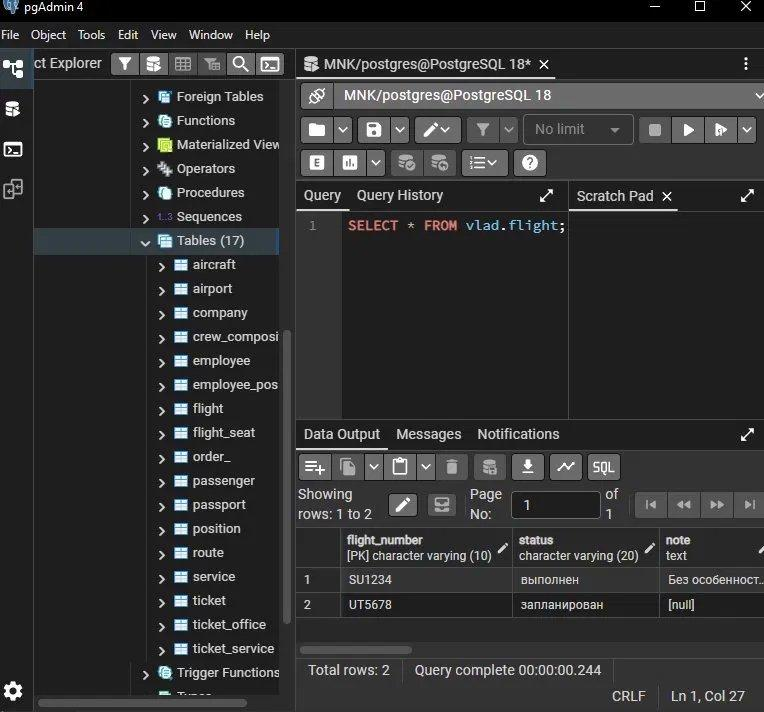 pgAdmin 4
File Object Tools Edit View Window Help
ct Explorer
Foreign Tables
Functions
Materialized View
Operators
Procedures
1..3 Sequences
Tables (17)
aircraft
airport
company
crew_composi
employee
employee_pos
flight
flight_seat
order_
passenger
passport
position
route
service
ticket
ticket_office
ticket_service
Trigger Functions
MNK/postgres@PostgreSQL 18*
MNK/postgres@PostgreSQL 18
No limit
E
Query Query History
Scratch Pad
1 SELECT * FROM vlad.flight;
Data Output Messages Notifications
SQL
Showing rows: 1 to 2
Page No: 1 of 1
flight_number
[PK] character varying (10)
status
character varying (20)
note
text
1 SU1234 выполнен Без особенност...
2 UT5678 запланирован [null]
Total rows: 2 Query complete 00:00:00.244
CRLF Ln 1, Col 27